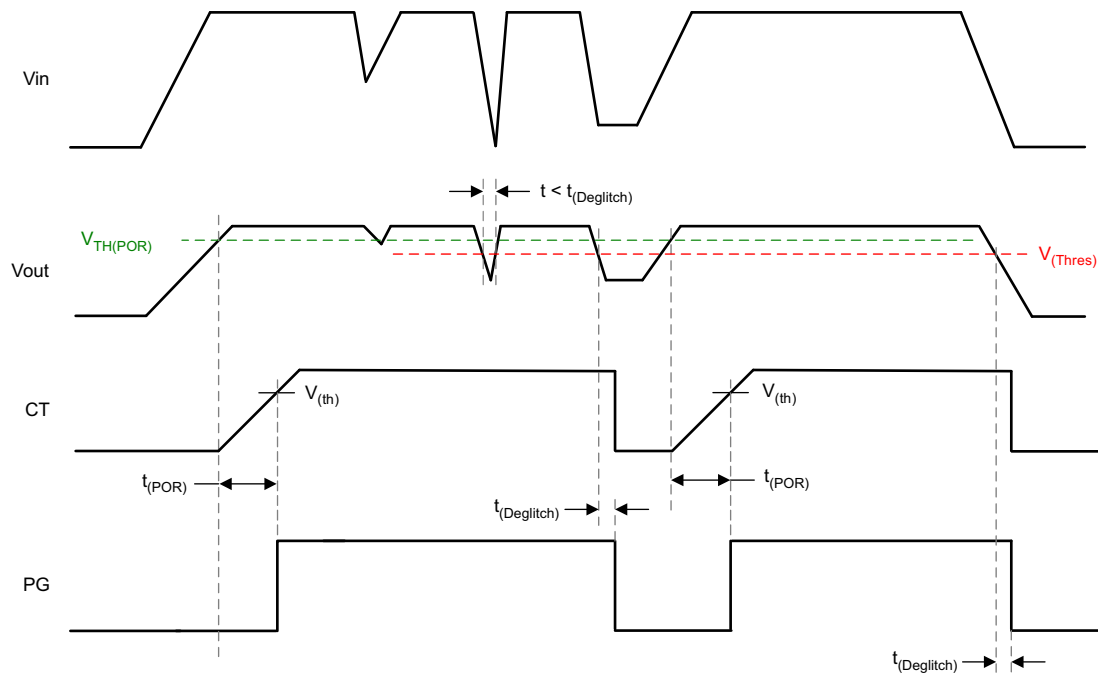 Vin
t < t(Deglitch)
VTH(POR)
V(Thres)
Vout
V(th)
V(th)
CT
t(POR)
t(POR)
t(Deglitch)
PG
t(Deglitch)